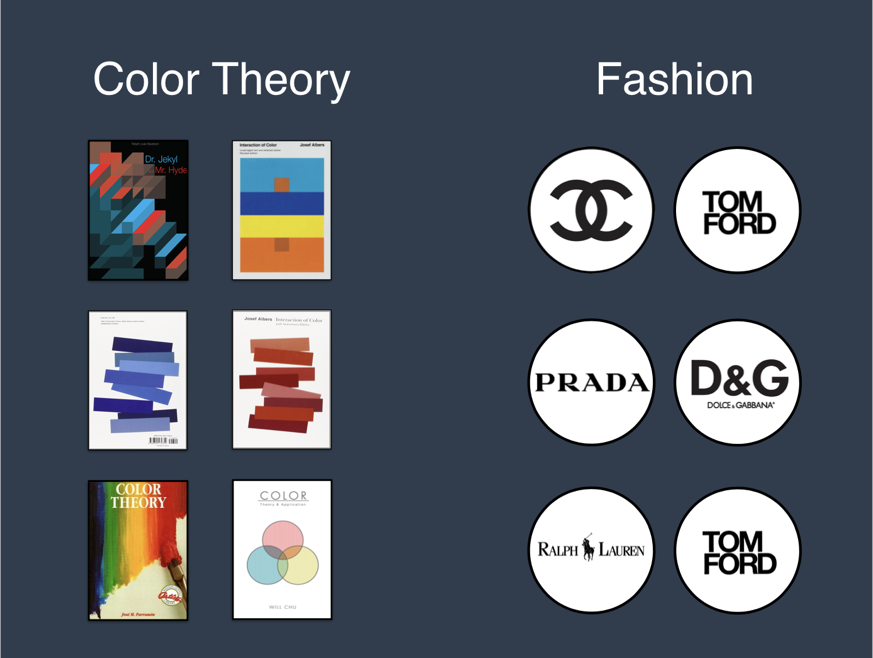 Color Theory
Fashion
Dr. Jekyl
Mr. Hyde
Interaction of Color
Josef Albers
TOM
FORD
Josef Albers Interaction of Color
PRADA
D&G
DOLCE & GABBANA
COLOR
THEORY
José M. Parramón
COLOR
Theory & Application
WILL CHU
RALPH LAUREN
TOM
FORD